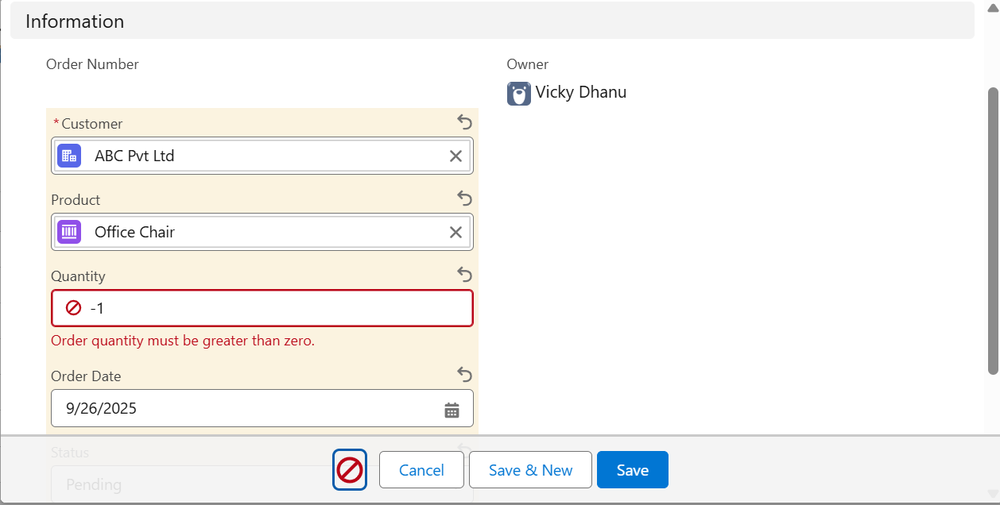 Information
Order Number
Owner
Vicky Dhanu
*Customer
ABC Pvt Ltd
Product
Office Chair
Quantity
-1
Order quantity must be greater than zero.
Order Date
9/26/2025
Status
Pending
Cancel
Save & New
Save